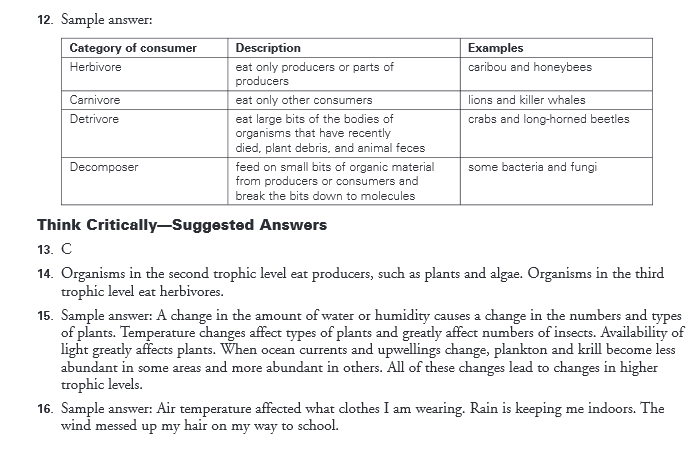 12. Sample answer:
Category of consumer Description Examples
Herbivore eat only producers or parts of caribou and honeybees
producers
Carnivore eat only other consumers lions and killer whales
Detrivore eat large bits of the bodies of crabs and long-horned beetles
organisms that have recently
died, plant debris, and animal feces
Decomposer feed on small bits of organic material some bacteria and fungi
from producers or consumers and
break the bits down to molecules
Think Critically—Suggested Answers
13. C
14. Organisms in the second trophic level eat producers, such as plants and algae. Organisms in the third
trophic level eat herbivores.
15. Sample answer: A change in the amount of water or humidity causes a change in the numbers and types
of plants. Temperature changes affect types of plants and greatly affect numbers of insects. Availability of
light greatly affects plants. When ocean currents and upwellings change, plankton and krill become less
abundant in some areas and more abundant in others. All of these changes lead to changes in higher
trophic levels.
16. Sample answer: Air temperature affected what clothes I am wearing. Rain is keeping me indoors. The
wind messed up my hair on my way to school.